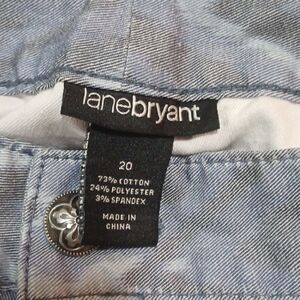 lanebryant
20
73% COTTON
24% POLYESTER
3% SPANDEX
MADE IN
CHINA